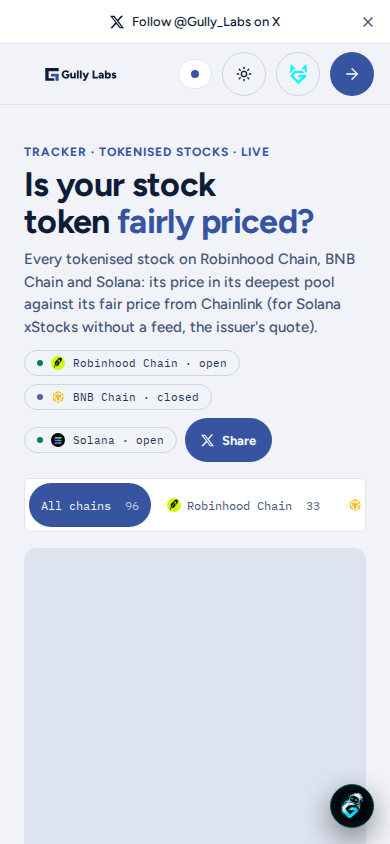 Follow @Gully_Labs on X
Gully Labs
TRACKER · TOKENISED STOCKS · LIVE
Is your stock
token fairly priced?
Every tokenised stock on Robinhood Chain, BNB
Chain and Solana: its price in its deepest pool
against its fair price from Chainlink (for Solana
xStocks without a feed, the issuer's quote).
Robinhood Chain · open
BNB Chain · closed
Solana · open
Share
All chains 96
Robinhood Chain 33